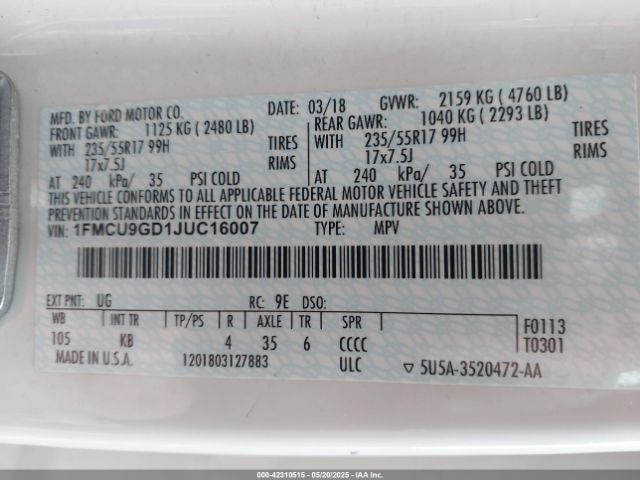 MFD. BY FORD MOTOR CO. DATE: 03/18 GVWR: 2159 KG ( 4760 LB)
FRONT GAWR: 1125 KG ( 2480 LB) REAR GAWR: 1040 KG ( 2293 LB)
WITH 235/55R17 99H TIRES WITH 235/55R17 99H TIRES
17x7.5J RIMS 17x7.5J RIMS
AT 240 kPa/ 35 PSI COLD AT 240 kPa/ 35 PSI COLD
THIS VEHICLE CONFORMS TO ALL APPLICABLE FEDERAL MOTOR VEHICLE SAFETY AND THEFT
PREVENTION STANDARDS IN EFFECT ON THE DATE OF MANUFACTURE SHOWN ABOVE.
VIN: 1FMCU9GD1JUC16007 TYPE: MPV
EXT PNT: UG RC: 9E DSO:
WB INT TR TP/PS R AXLE TR SPR F0113
105 KB 4 35 6 CCCC T0301
MADE IN U.S.A. 1201803127883 ULC ▽ 5U5A-3520472-AA
000-42310515 - 05/20/2025 - IAA Inc.